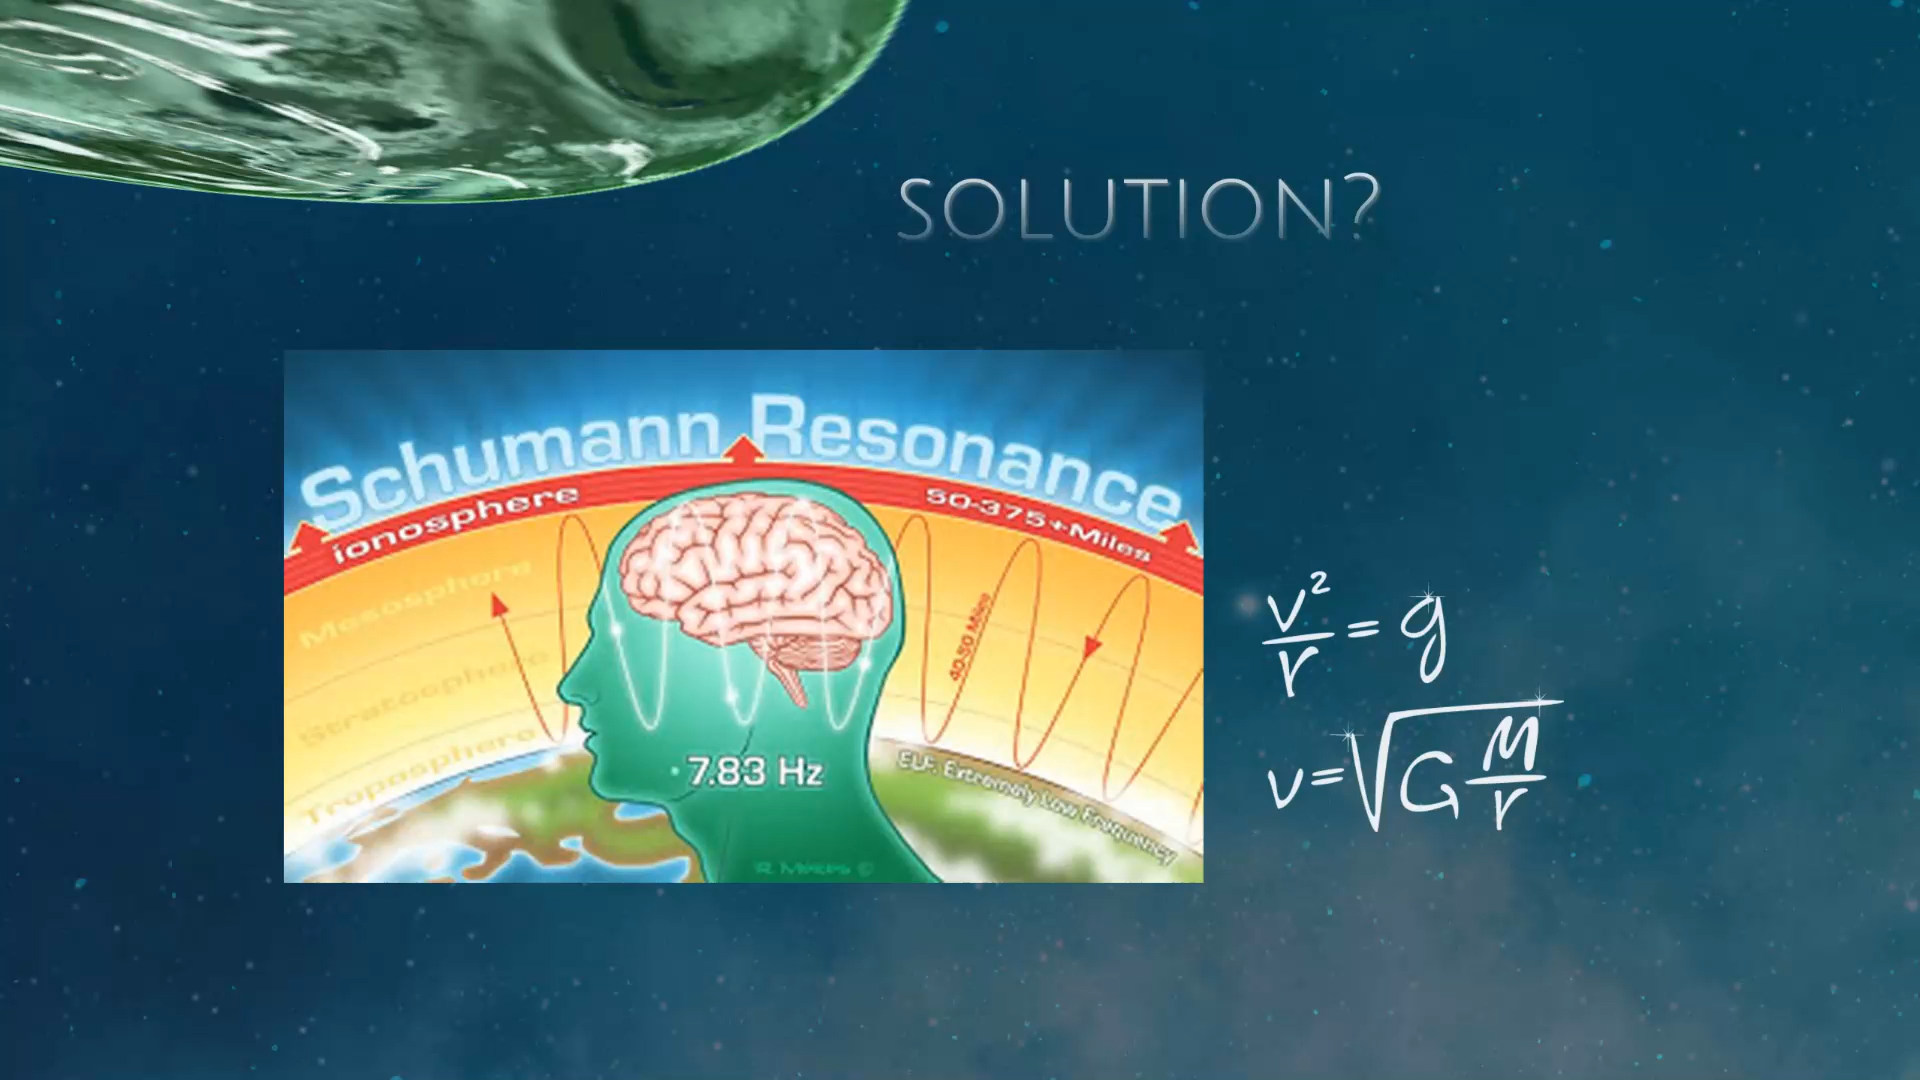 SOLUTION?
Schumann Resonance
ionosphere
50-375+Miles
Mesosphere
Stratosphere
Troposphere
40-50 Miles
7.83 Hz
ELF. Extremely Low Frequency
R. Myers ©
v²/r = g
v = √(G M/r)